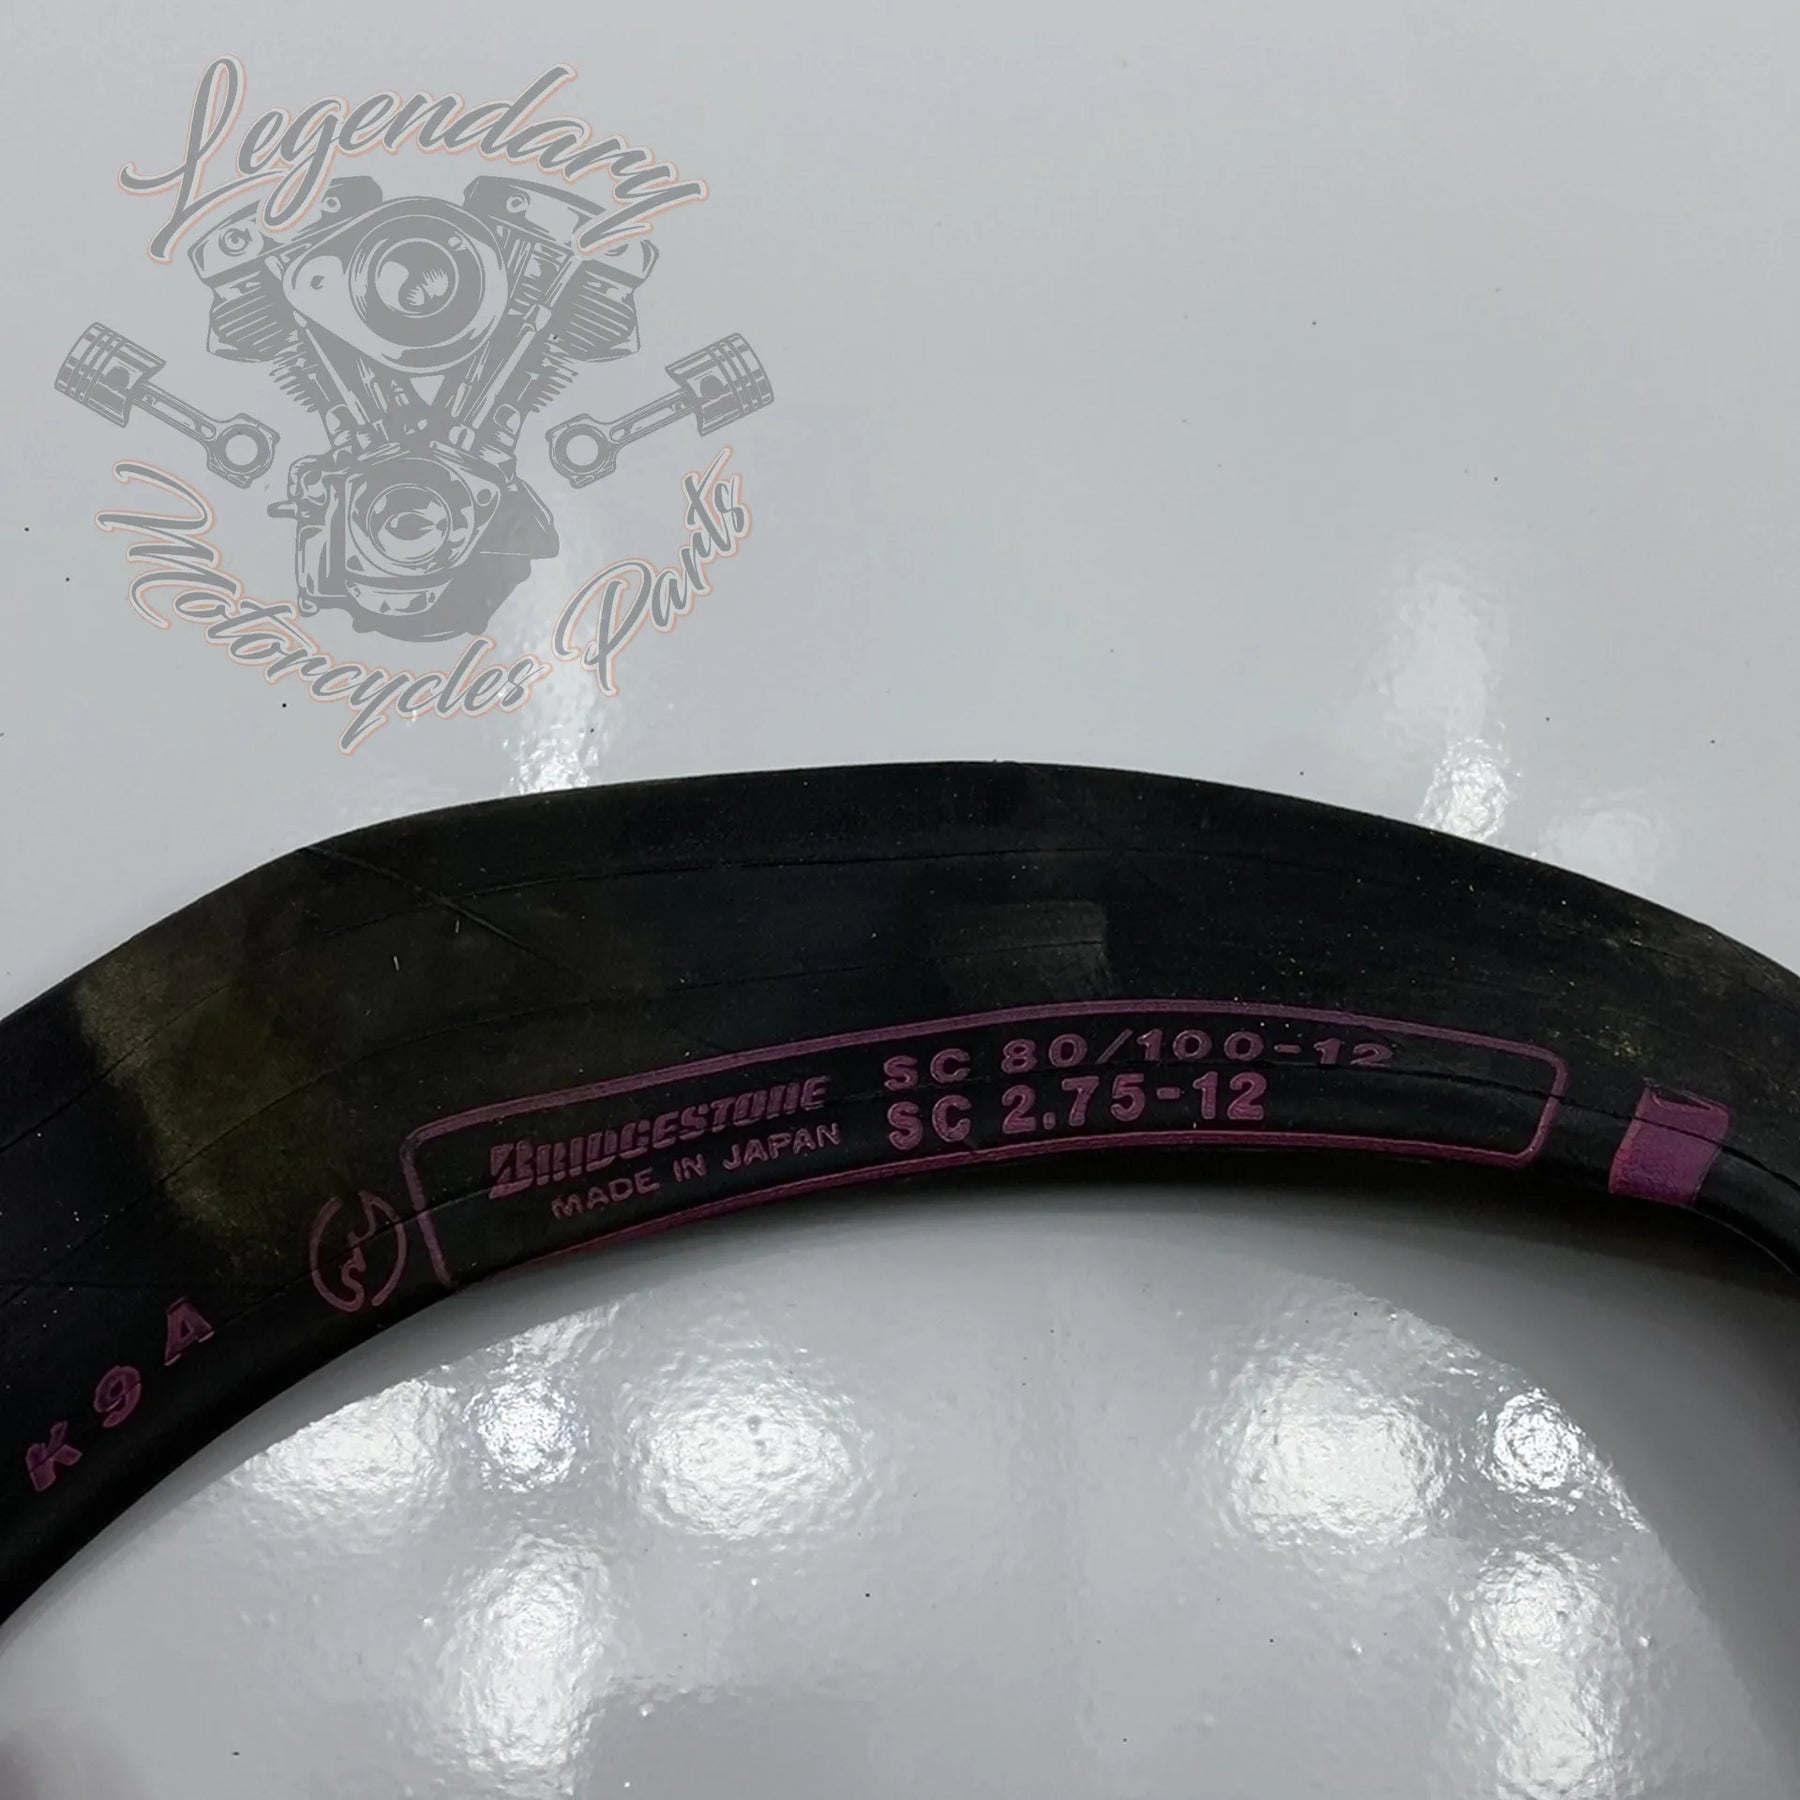 Legendary
Motorcycles Parts
BRIDGESTONE
MADE IN JAPAN
SC 80/100-12
SC 2.75-12
K9A